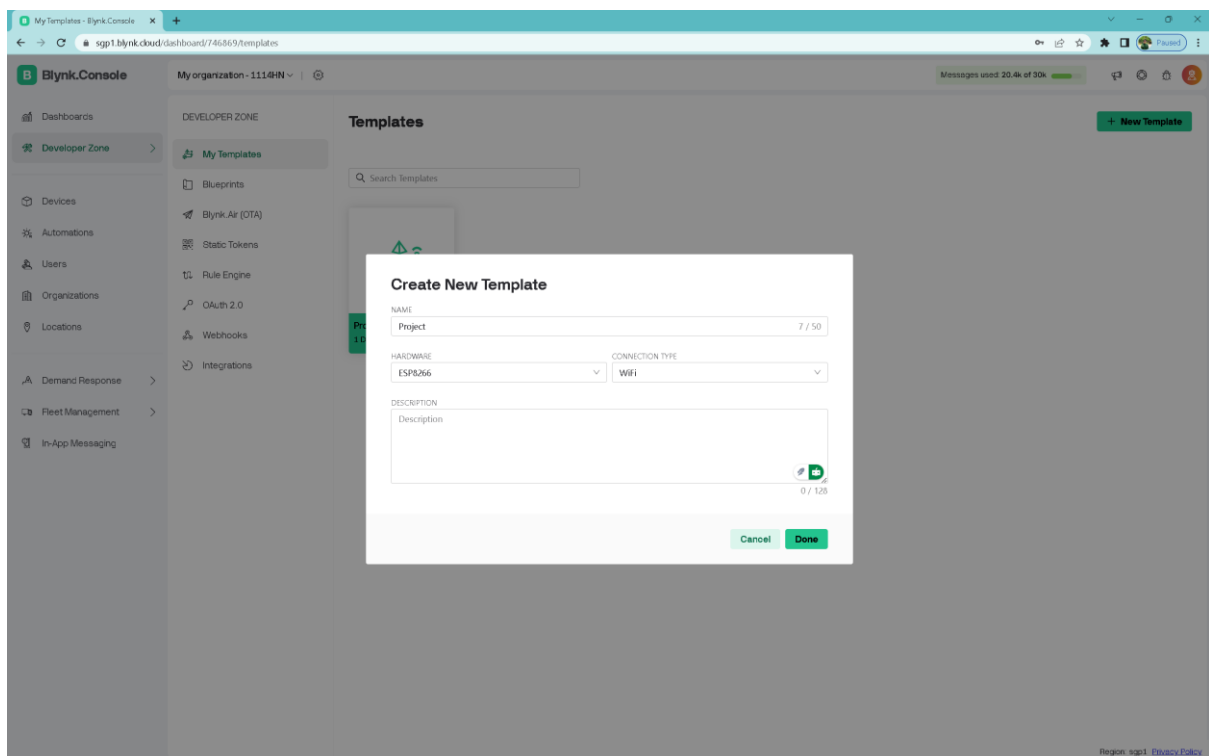 My Templates - Blynk.Console
sgp1.blynk.cloud/dashboard/746869/templates
Paused
B Blynk.Console
My organization - 1114HN
Messages used 20.4k of 30k
Dashboards
Developer Zone
Devices
Automations
Users
Organizations
Locations
Demand Response
Fleet Management
In-App Messaging
DEVELOPER ZONE
My Templates
Blueprints
Blynk.Air (OTA)
Static Tokens
Rule Engine
OAuth 2.0
Webhooks
Integrations
Templates
+ New Template
Search Templates
Pro
1 D
Create New Template
NAME
Project 7 / 50
HARDWARE CONNECTION TYPE
ESP8266 WiFi
DESCRIPTION
Description
0 / 128
Cancel Done
Region: sgp1 Privacy Policy